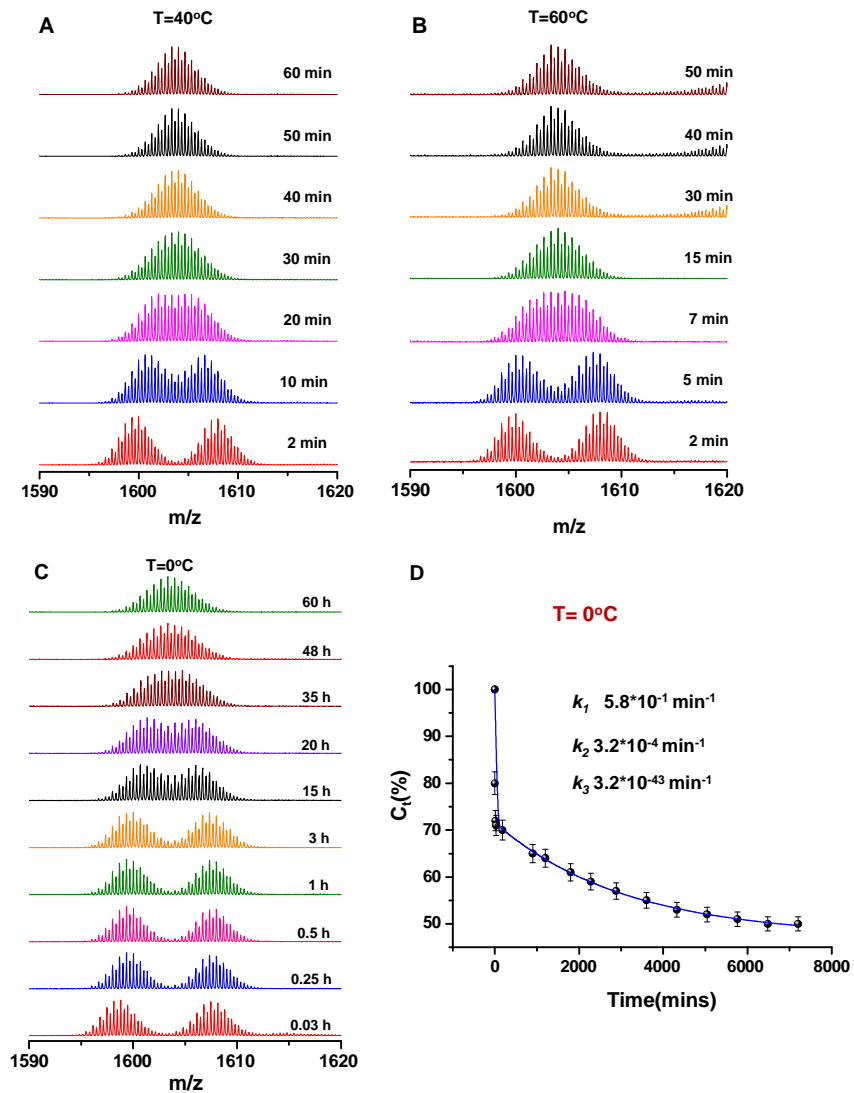 A
T=40°C
60 min
50 min
40 min
30 min
20 min
10 min
2 min
1590 1600 1610 1620
m/z
B
T=60°C
50 min
40 min
30 min
15 min
7 min
5 min
2 min
1590 1600 1610 1620
m/z
C
T=0°C
60 h
48 h
35 h
20 h
15 h
3 h
1 h
0.5 h
0.25 h
0.03 h
1590 1600 1610 1620
m/z
D
T= 0°C
k₁ 5.8*10⁻¹ min⁻¹
k₂ 3.2*10⁻⁴ min⁻¹
k₃ 3.2*10⁻⁴³ min⁻¹
Cₜ(%)
100
90
80
70
60
50
0 2000 4000 6000 8000
Time(mins)